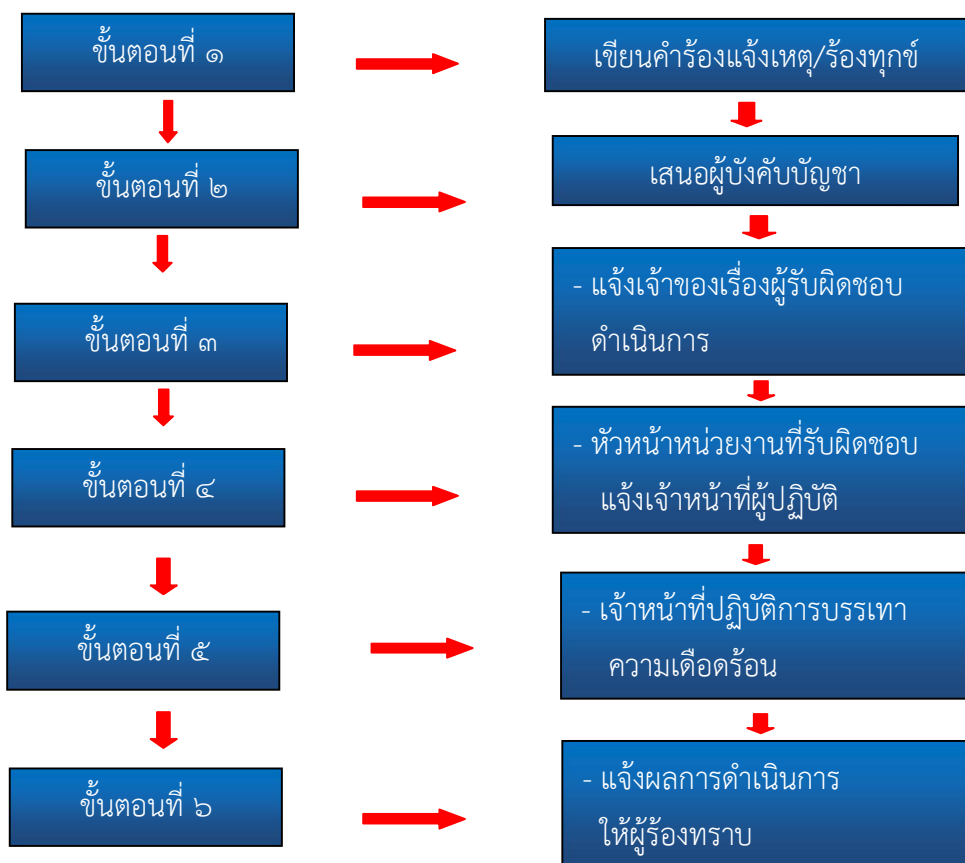 ขั้นตอนที่ ๑
เขียนคำร้องแจ้งเหตุ/ร้องทุกข์
ขั้นตอนที่ ๒
เสนอผู้บังคับบัญชา
ขั้นตอนที่ ๓
- แจ้งเจ้าของเรื่องผู้รับผิดชอบ
ดำเนินการ
ขั้นตอนที่ ๔
- หัวหน้าหน่วยงานที่รับผิดชอบ
แจ้งเจ้าหน้าที่ผู้ปฏิบัติ
ขั้นตอนที่ ๕
- เจ้าหน้าที่ปฏิบัติการบรรเทา
ความเดือดร้อน
ขั้นตอนที่ ๖
- แจ้งผลการดำเนินการ
ให้ผู้ร้องทราบ